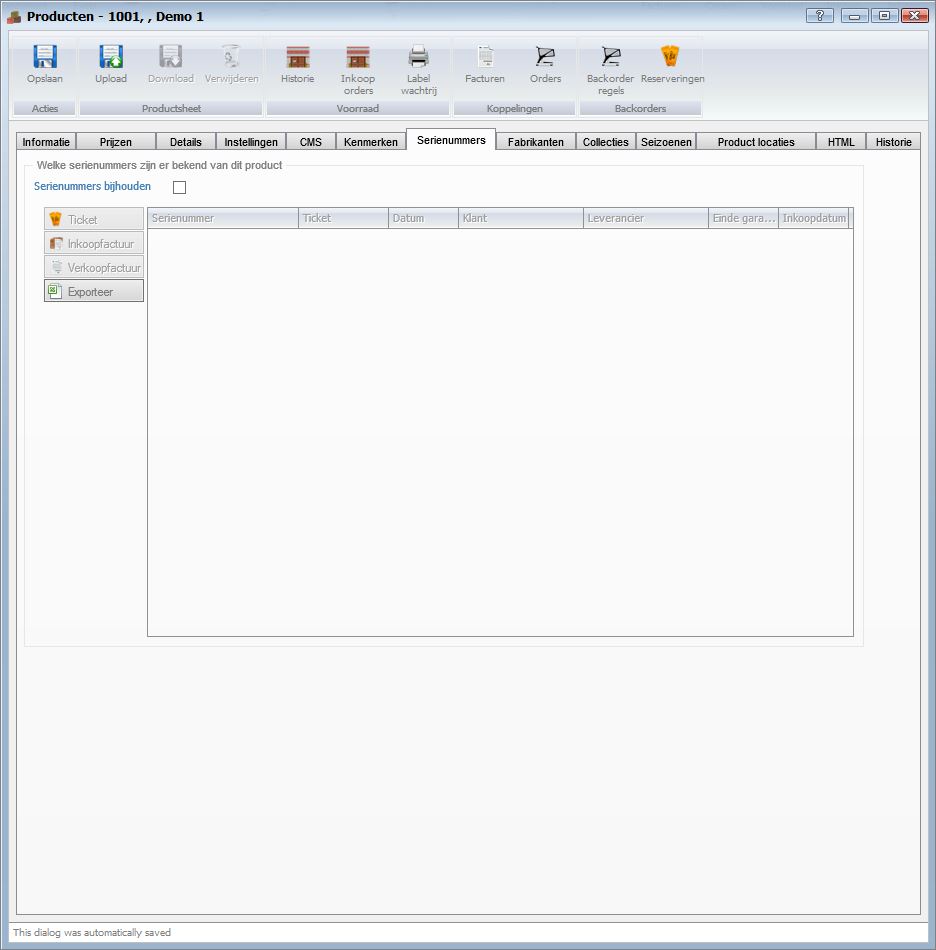 Producten - 1001, , Demo 1
?
Opslaan
Upload
Download
Verwijderen
Historie
Inkoop
orders
Label
wachtrij
Facturen
Orders
Backorder
regels
Reserveringen
Acties
Productsheet
Voorraad
Koppelingen
Backorders
Informatie
Prijzen
Details
Instellingen
CMS
Kenmerken
Serienummers
Fabrikanten
Collecties
Seizoenen
Product locaties
HTML
Historie
Welke serienummers zijn er bekend van dit product
Serienummers bijhouden
Ticket
Inkoopfactuur
Verkoopfactuur
Exporteer
Serienummer
Ticket
Datum
Klant
Leverancier
Einde gara...
Inkoopdatum
This dialog was automatically saved